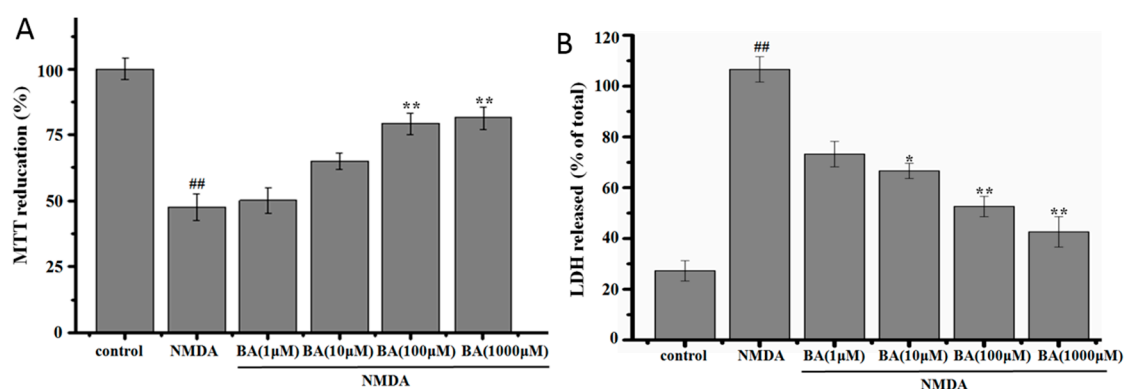 A
MTT reducation (%)
100
75
50
25
0
##
**
**
control NMDA BA(1μM) BA(10μM) BA(100μM) BA(1000μM)
NMDA
B
LDH released (% of total)
120
100
80
60
40
20
0
##
*
**
**
control NMDA BA(1μM) BA(10μM) BA(100μM) BA(1000μM)
NMDA